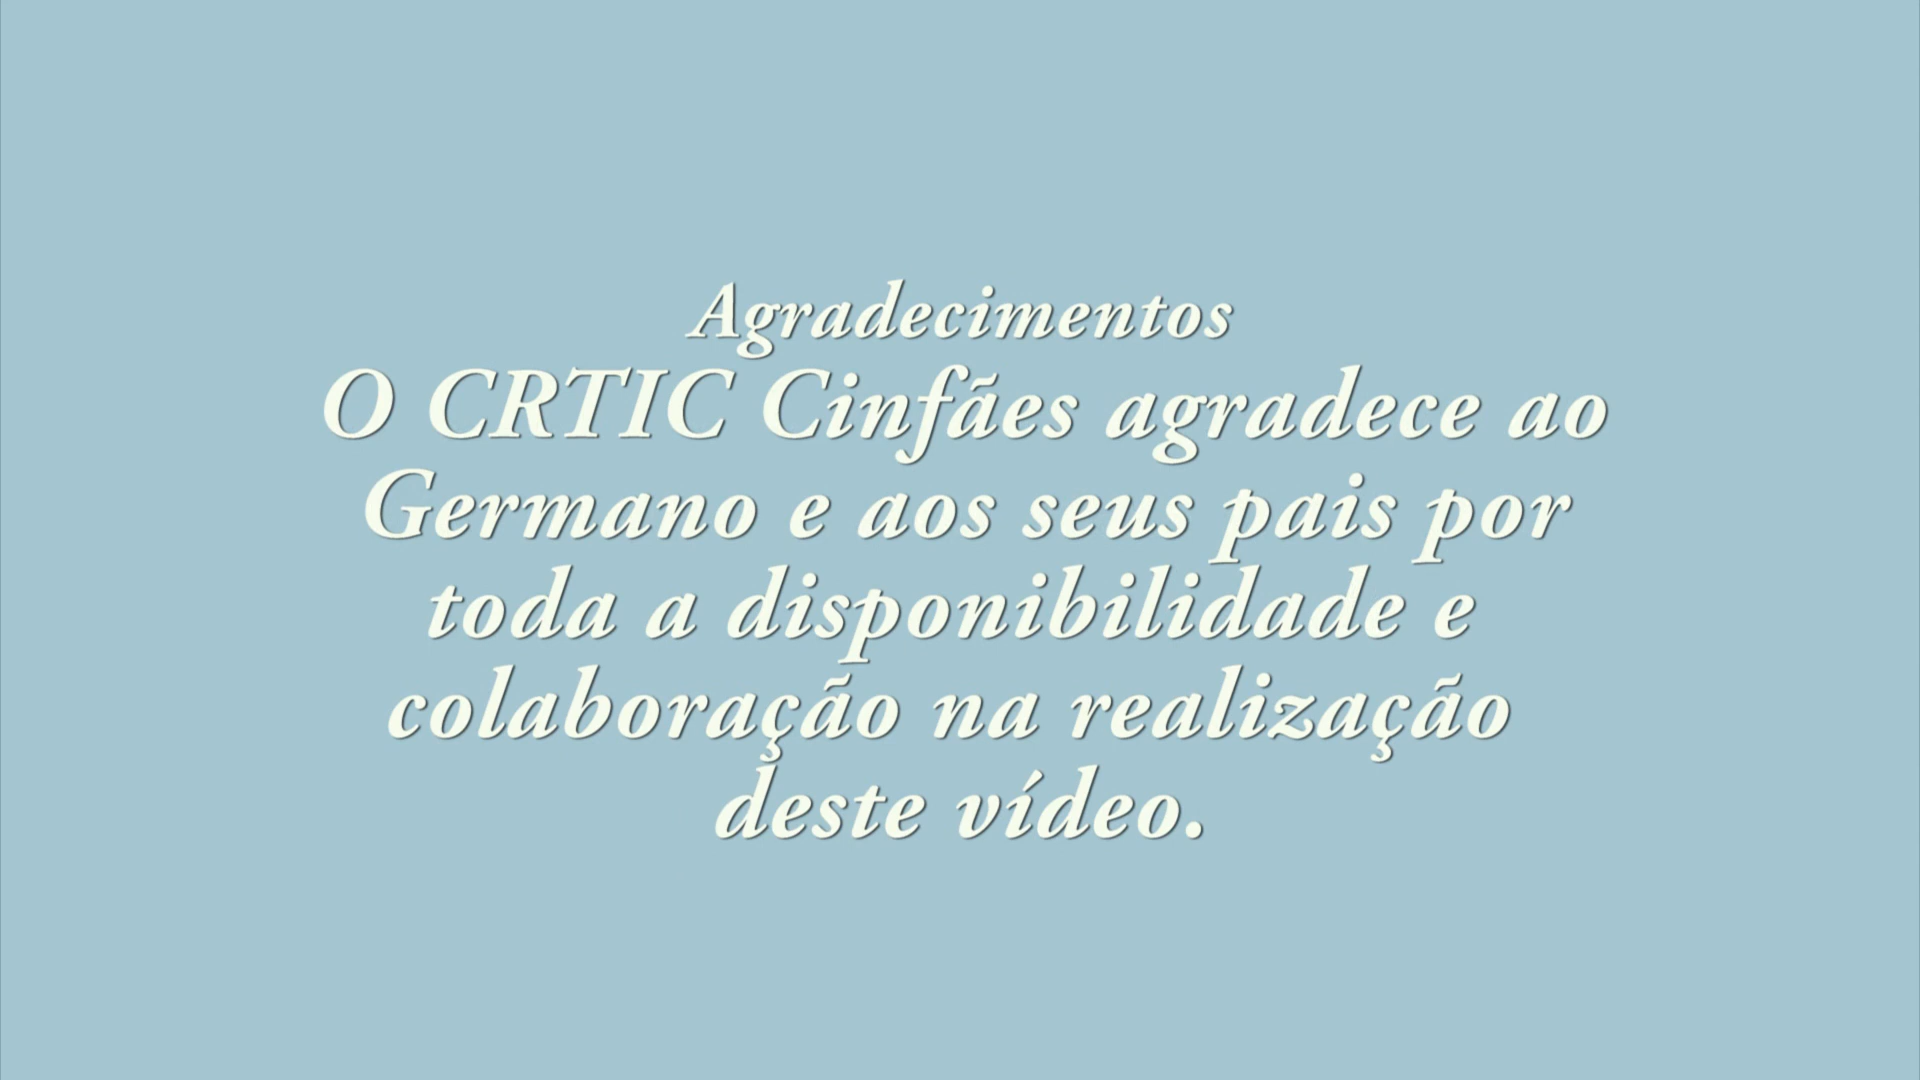 Agradecimentos
O CRTIC Cinfães agradece ao
Germano e aos seus pais por
toda a disponibilidade e
colaboração na realização
deste vídeo.